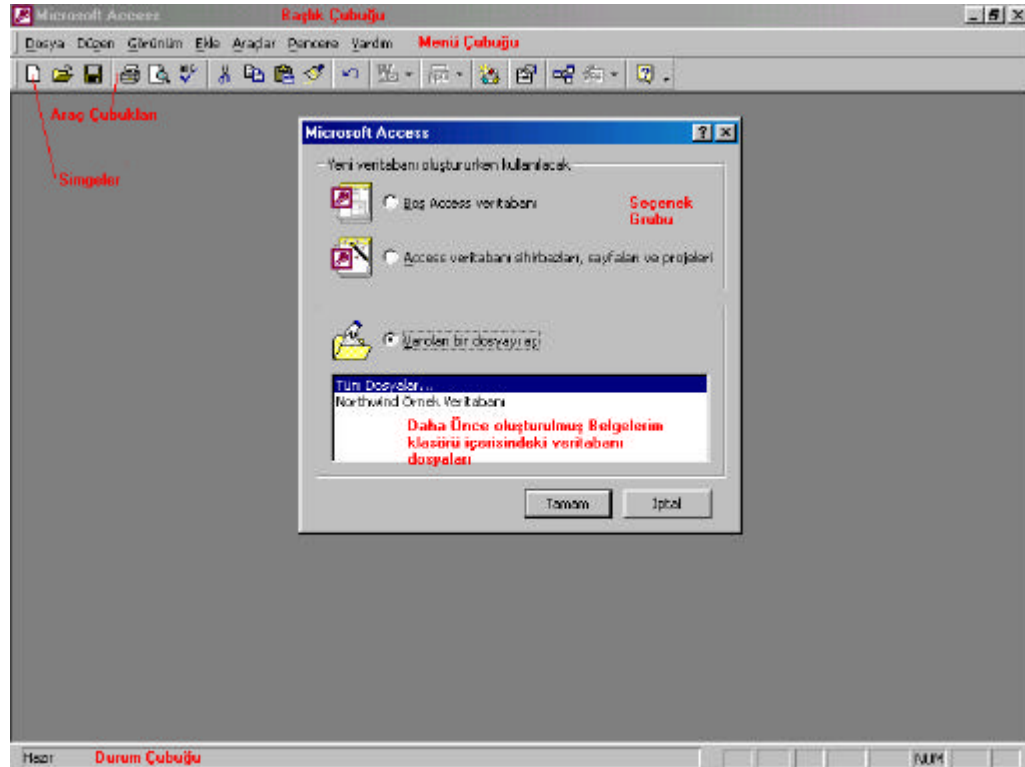 Microsoft Access Başlık Çubuğu
Dosya Düzen Görünüm Ekle Araçlar Pencere Yardım Menü Çubuğu
Araç Çubukları
Simgeler
Microsoft Access
Yeni veritabanı oluştururken kullanılacak
Boş Access veritabanı
Seçenek
Grubu
Access veritabanı sihirbazları, sayfaları ve projeleri
Varolan bir dosyayı aç
Tüm Dosyalar...
Northwind Örnek Veritabanı
Daha Önce oluşturulmuş Belgelerim
klasörü içerisindeki veritabanı
dosyaları
Tamam İptal
Hazır Durum Çubuğu NUM